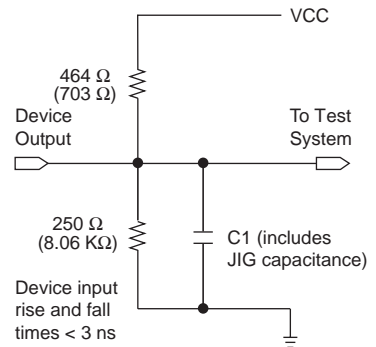 VCC
464 Ω
(703 Ω)
Device
Output
To Test
System
250 Ω
(8.06 KΩ)
C1 (includes
JIG capacitance)
Device input
rise and fall
times < 3 ns